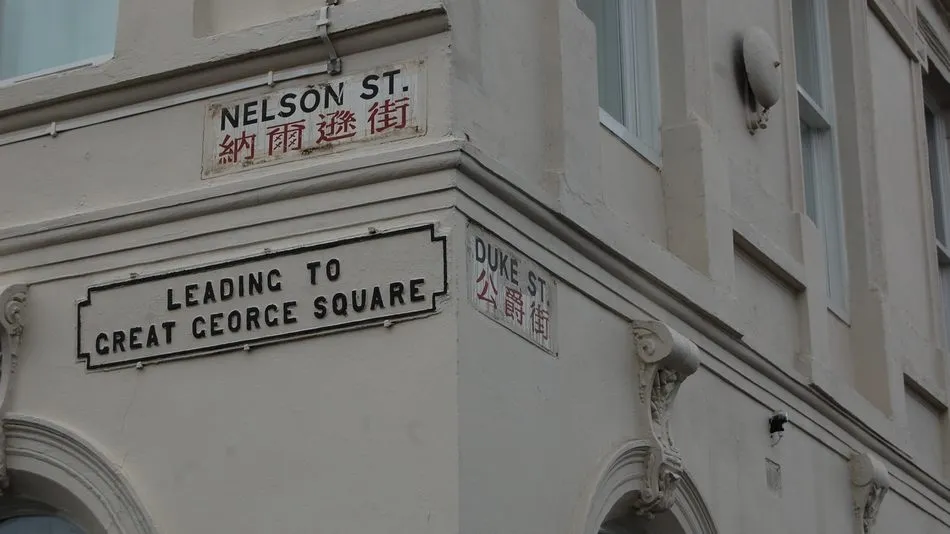 NELSON ST.
納爾遜街
LEADING TO
GREAT GEORGE SQUARE
DUKE ST.
公爵街